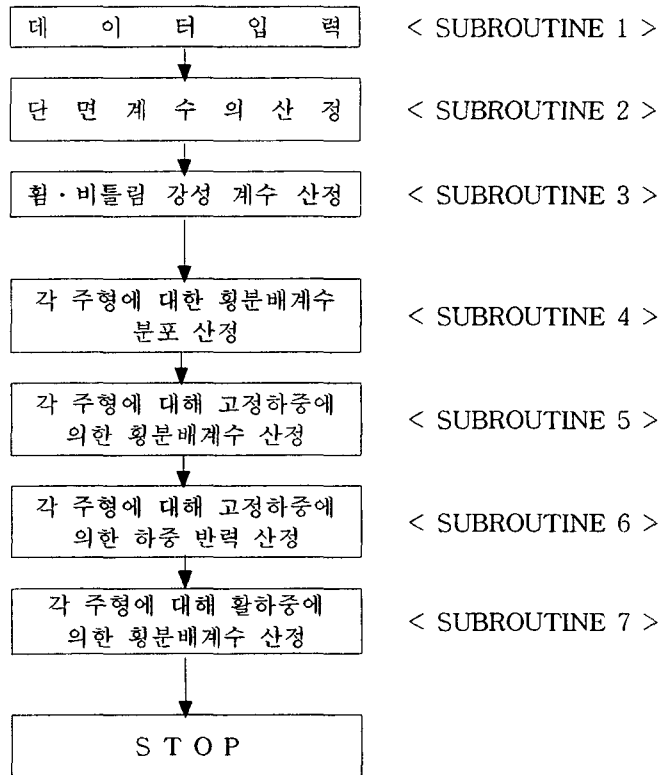 데 이 터 입 력 < SUBROUTINE 1 >
단 면 계 수 의 산 정 < SUBROUTINE 2 >
휨 · 비틀림 강성 계수 산정 < SUBROUTINE 3 >
각 주형에 대한 횡분배계수
분포 산정
< SUBROUTINE 4 >
각 주형에 대해 고정하중에
의한 횡분배계수 산정
< SUBROUTINE 5 >
각 주형에 대해 고정하중에
의한 하중 반력 산정
< SUBROUTINE 6 >
각 주형에 대해 활하중에
의한 횡분배계수 산정
< SUBROUTINE 7 >
S T O P